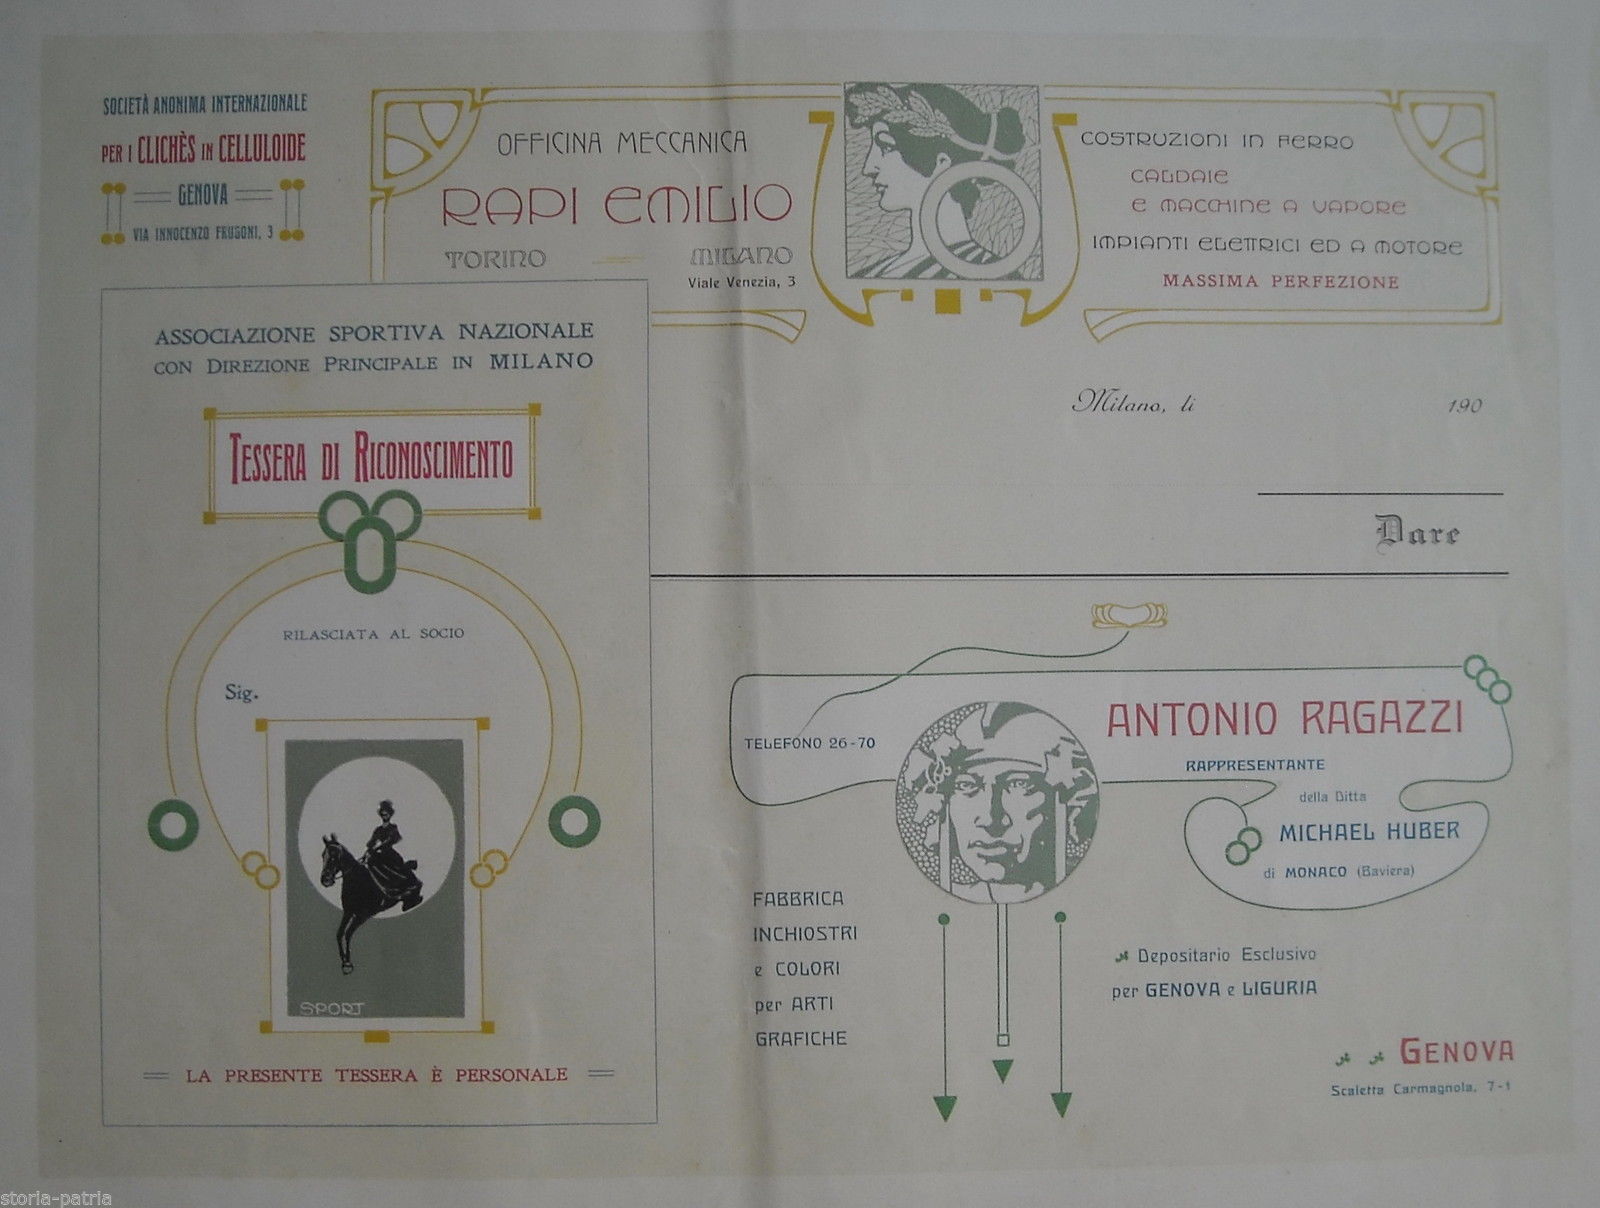 SOCIETÀ ANONIMA INTERNAZIONALE
PER I CLICHÈS IN CELLULOIDE
GENOVA
VIA INNOCENZO FRUGONI, 3
OFFICINA MECCANICA
RAPI EMILIO
TORINO MILANO
Viale Venezia, 3
COSTRUZIONI IN FERRO
CALDAIE
E MACCHINE A VAPORE
IMPIANTI ELETTRICI ED A MOTORE
MASSIMA PERFEZIONE
Milano, li 190
Dare
ASSOCIAZIONE SPORTIVA NAZIONALE
CON DIREZIONE PRINCIPALE IN MILANO
TESSERA DI RICONOSCIMENTO
RILASCIATA AL SOCIO
Sig.
SPORT
LA PRESENTE TESSERA È PERSONALE
TELEFONO 26-70
ANTONIO RAGAZZI
RAPPRESENTANTE
della Ditta
MICHAEL HUBER
di MONACO (Baviera)
FABBRICA
INCHIOSTRI
e COLORI
per ARTI
GRAFICHE
Depositario Esclusivo
per GENOVA e LIGURIA
GENOVA
Scaletta Carmagnola, 7-1
storia-patria